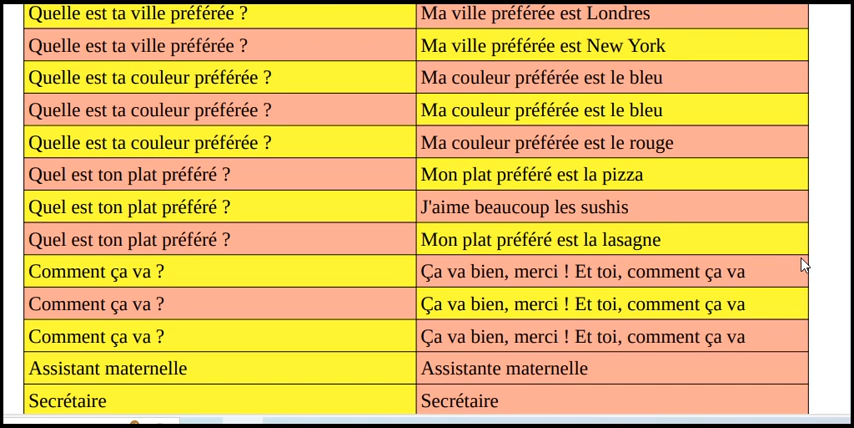 Quelle est ta ville préférée ? Ma ville préférée est Londres
Quelle est ta ville préférée ? Ma ville préférée est New York
Quelle est ta couleur préférée ? Ma couleur préférée est le bleu
Quelle est ta couleur préférée ? Ma couleur préférée est le bleu
Quelle est ta couleur préférée ? Ma couleur préférée est le rouge
Quel est ton plat préféré ? Mon plat préféré est la pizza
Quel est ton plat préféré ? J'aime beaucoup les sushis
Quel est ton plat préféré ? Mon plat préféré est la lasagne
Comment ça va ? Ça va bien, merci ! Et toi, comment ça va
Comment ça va ? Ça va bien, merci ! Et toi, comment ça va
Comment ça va ? Ça va bien, merci ! Et toi, comment ça va
Assistant maternelle Assistante maternelle
Secrétaire Secrétaire